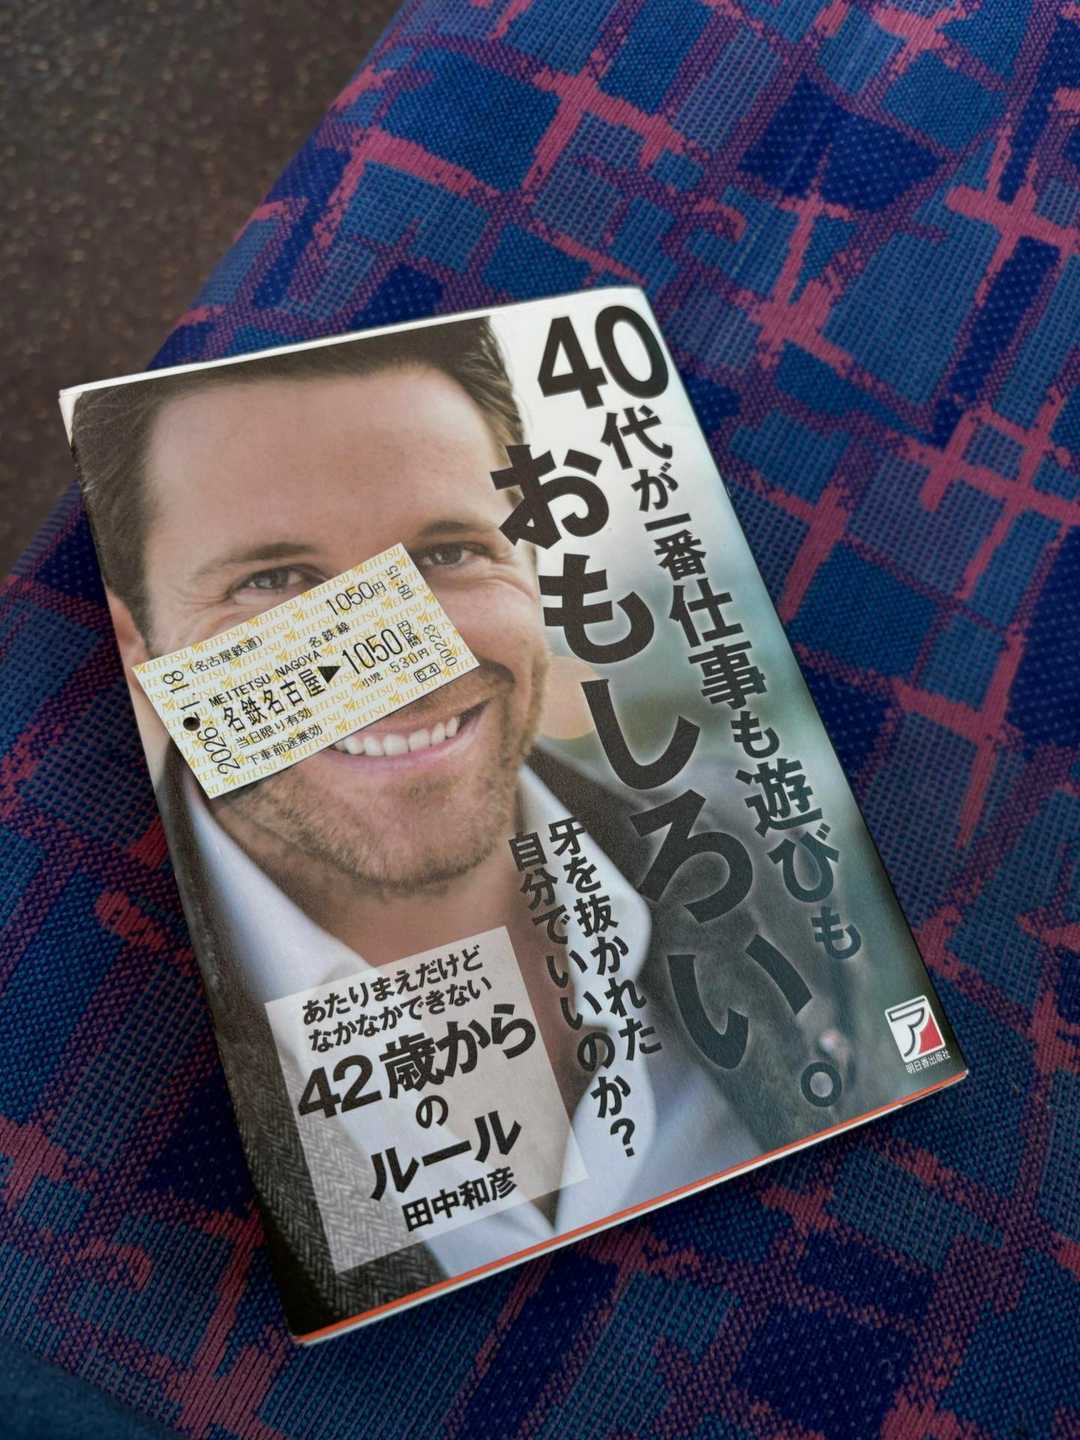 40代が一番仕事も遊びも
おもしろい。
牙を抜かれた
自分でいいのか?
あたりまえだけど
なかなかできない
42歳から
の
ルール
田中和彦
ア
明日香出版社
2026.-1.18
(名古屋鉄道)
1050円
MEITETSU NAGOYA 名鉄線
名鉄名古屋▶1050円区間
小児 530円
当日限り有効
下車前途無効